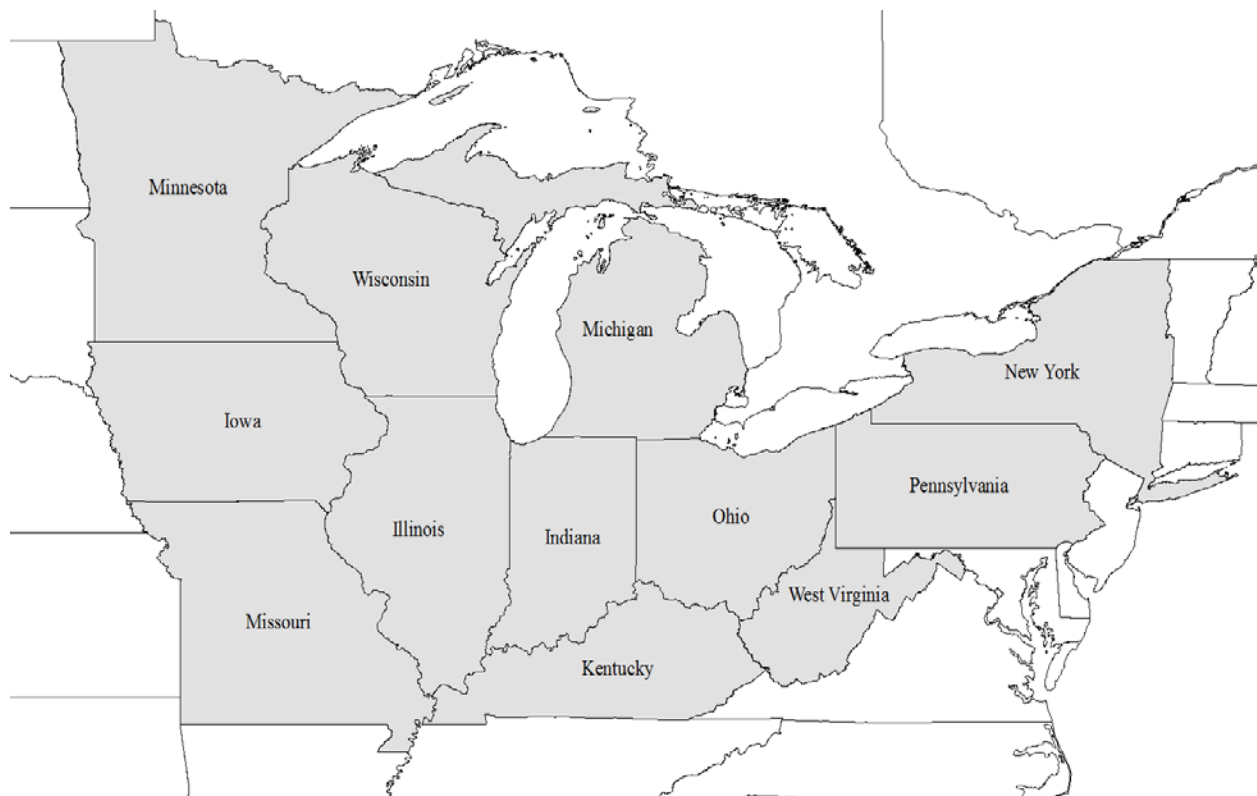 Minnesota
Wisconsin
Michigan
New York
Iowa
Pennsylvania
Illinois
Indiana
Ohio
West Virginia
Missouri
Kentucky